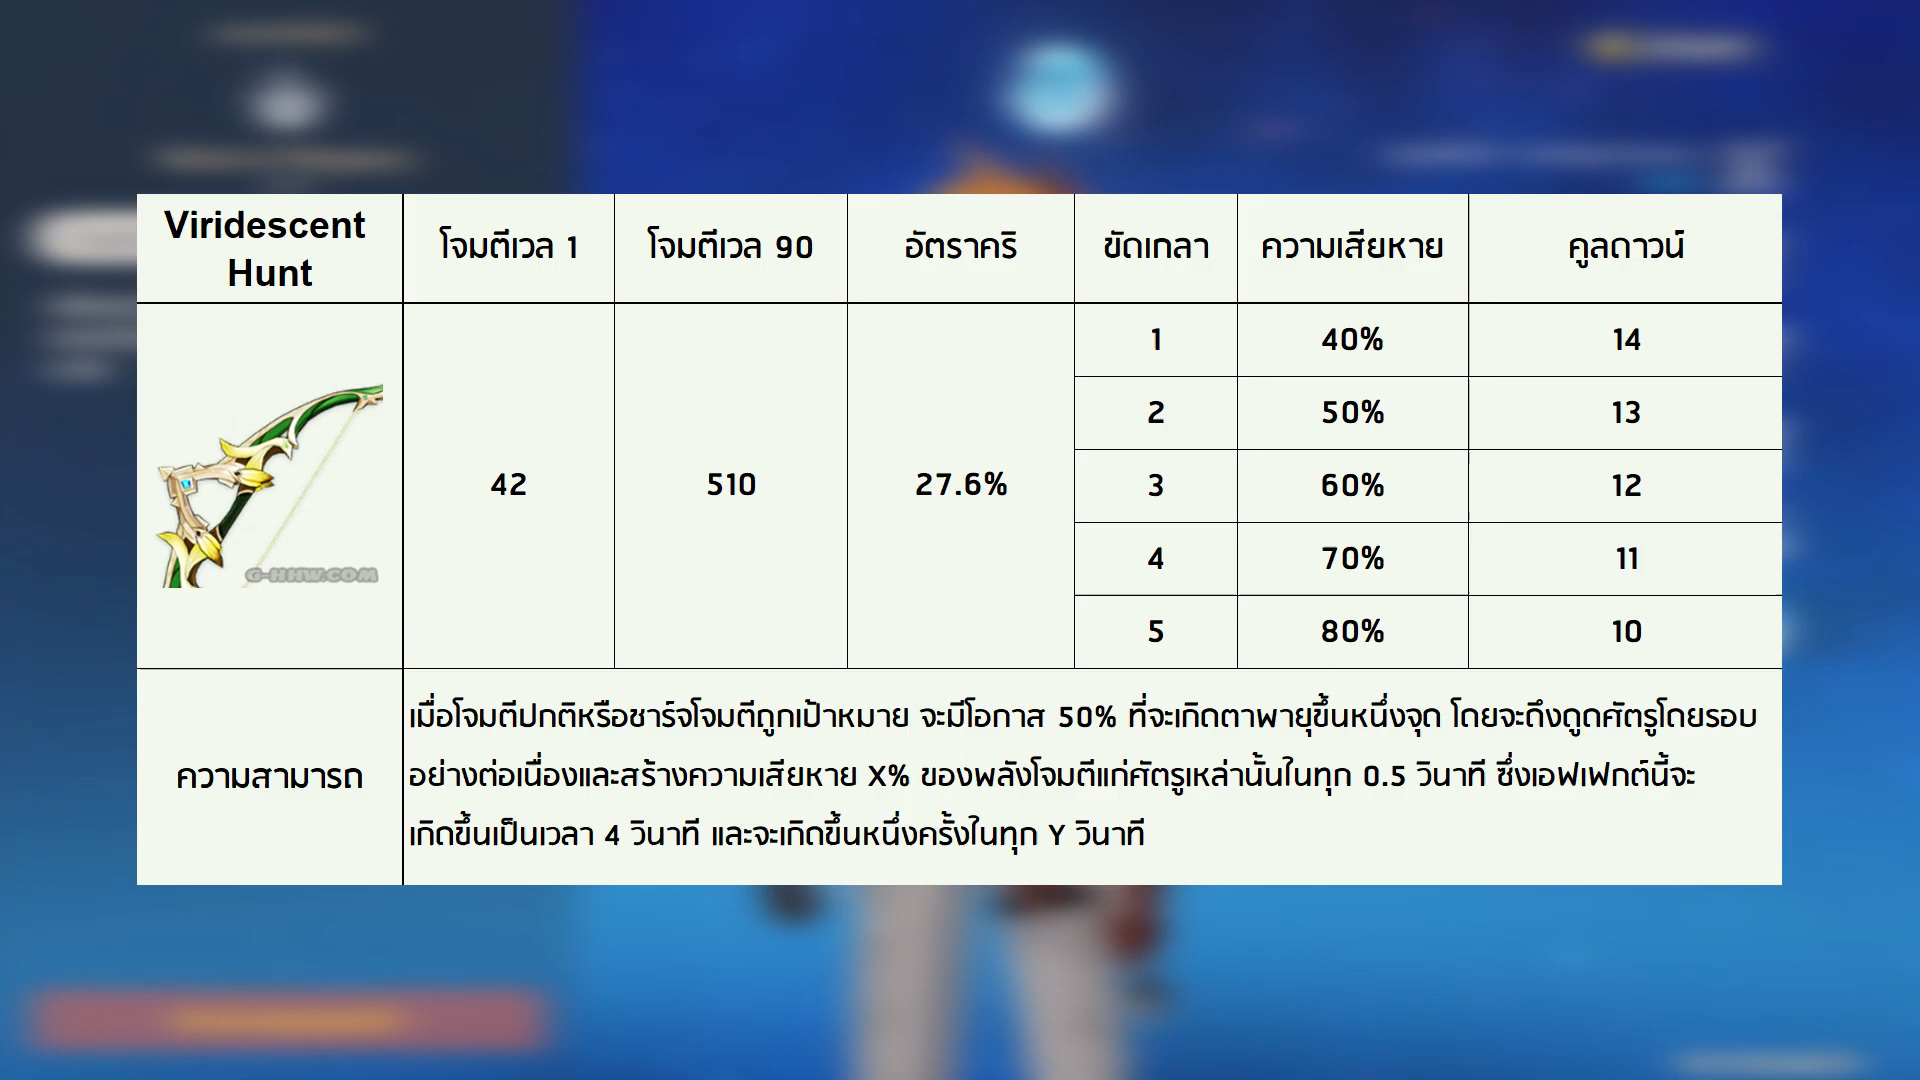 Viridescent
Hunt
โจมตีเวล 1
โจมตีเวล 90
อัตราคริ
ขัดเกลา
ความเสียหาย
คูลดาวน์
42
510
27.6%
1
40%
14
2
50%
13
3
60%
12
4
70%
11
5
80%
10
G-HHW.COM
ความสามารถ
เมื่อโจมตีปกติหรือชาร์จโจมตีถูกเป้าหมาย จะมีโอกาส 50% ที่จะเกิดตาพายุขึ้นหนึ่งจุด โดยจะดึงดูดศัตรูโดยรอบ
อย่างต่อเนื่องและสร้างความเสียหาย X% ของพลังโจมตีแก่ศัตรูเหล่านั้นในทุก 0.5 วินาที ซึ่งเอฟเฟกต์นี้จะ
เกิดขึ้นเป็นเวลา 4 วินาที และจะเกิดขึ้นหนึ่งครั้งในทุก Y วินาที